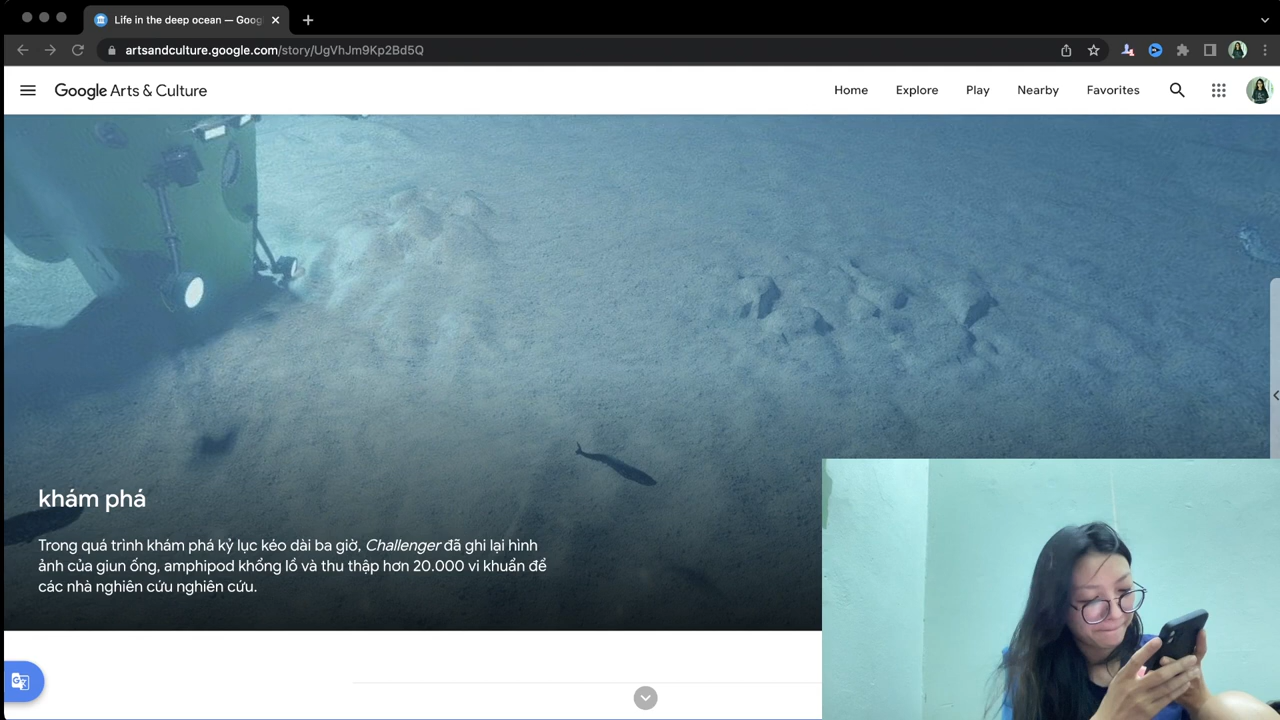 Life in the deep ocean — Goog
artsandculture.google.com/story/UgVhJm9Kp2Bd5Q
Google Arts & Culture
Home
Explore
Play
Nearby
Favorites
khám phá
Trong quá trình khám phá kỷ lục kéo dài ba giờ, Challenger đã ghi lại hình
ảnh của giun ống, amphipod khổng lồ và thu thập hơn 20.000 vi khuẩn để
các nhà nghiên cứu nghiên cứu.